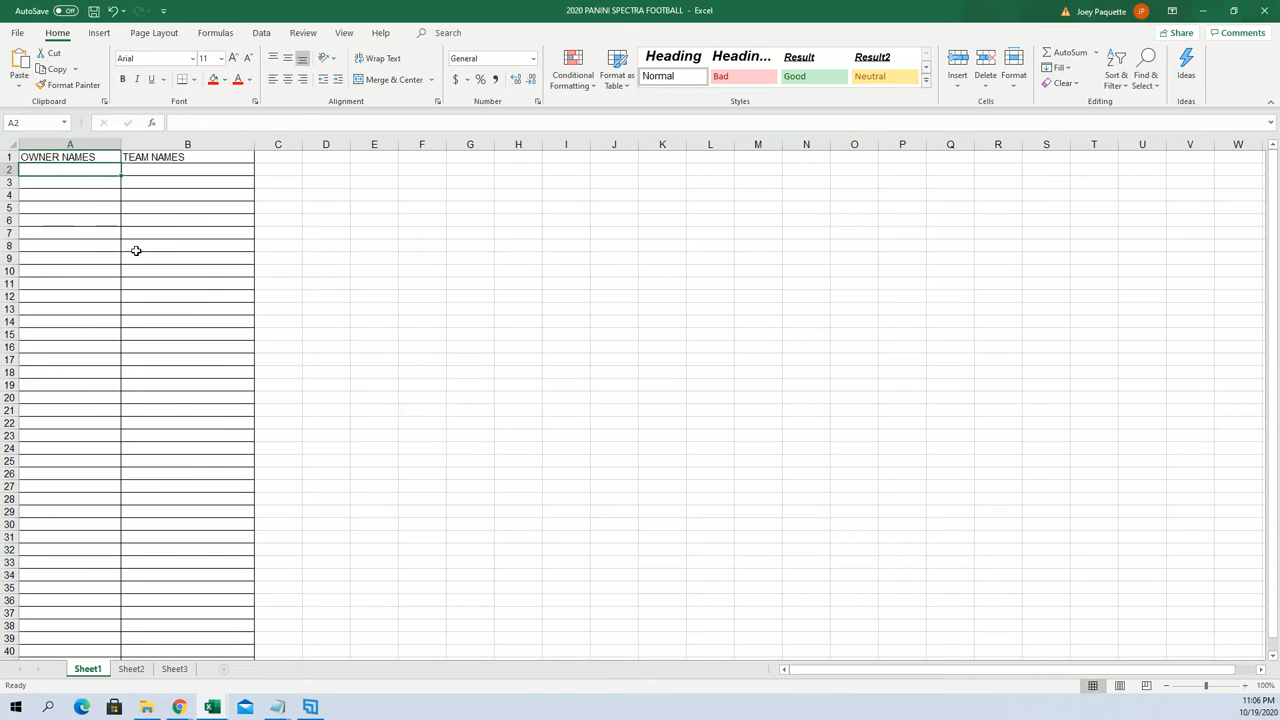 AutoSave Off 2020 PANINI SPECTRA FOOTBALL - Excel Joey Paquette JP
File Home Insert Page Layout Formulas Data Review View Help Search Share Comments
Paste Cut Copy Format Painter Clipboard
Arial 11 B I U Font
Wrap Text Merge & Center Alignment
General $ % Number
Conditional Formatting Format as Table
Heading Headin... Result Result2
Normal Bad Good Neutral Styles
Insert Delete Format Cells
AutoSum Fill Clear Sort & Filter Find & Select Editing
Ideas Ideas
A2 fx
A B C D E F G H I J K L M N O P Q R S T U V W
1 OWNER NAMES TEAM NAMES
2
3
4
5
6
7
8
9
10
11
12
13
14
15
16
17
18
19
20
21
22
23
24
25
26
27
28
29
30
31
32
33
34
35
36
37
38
39
40
Sheet1 Sheet2 Sheet3
Ready 100%
11:06 PM
10/19/2020